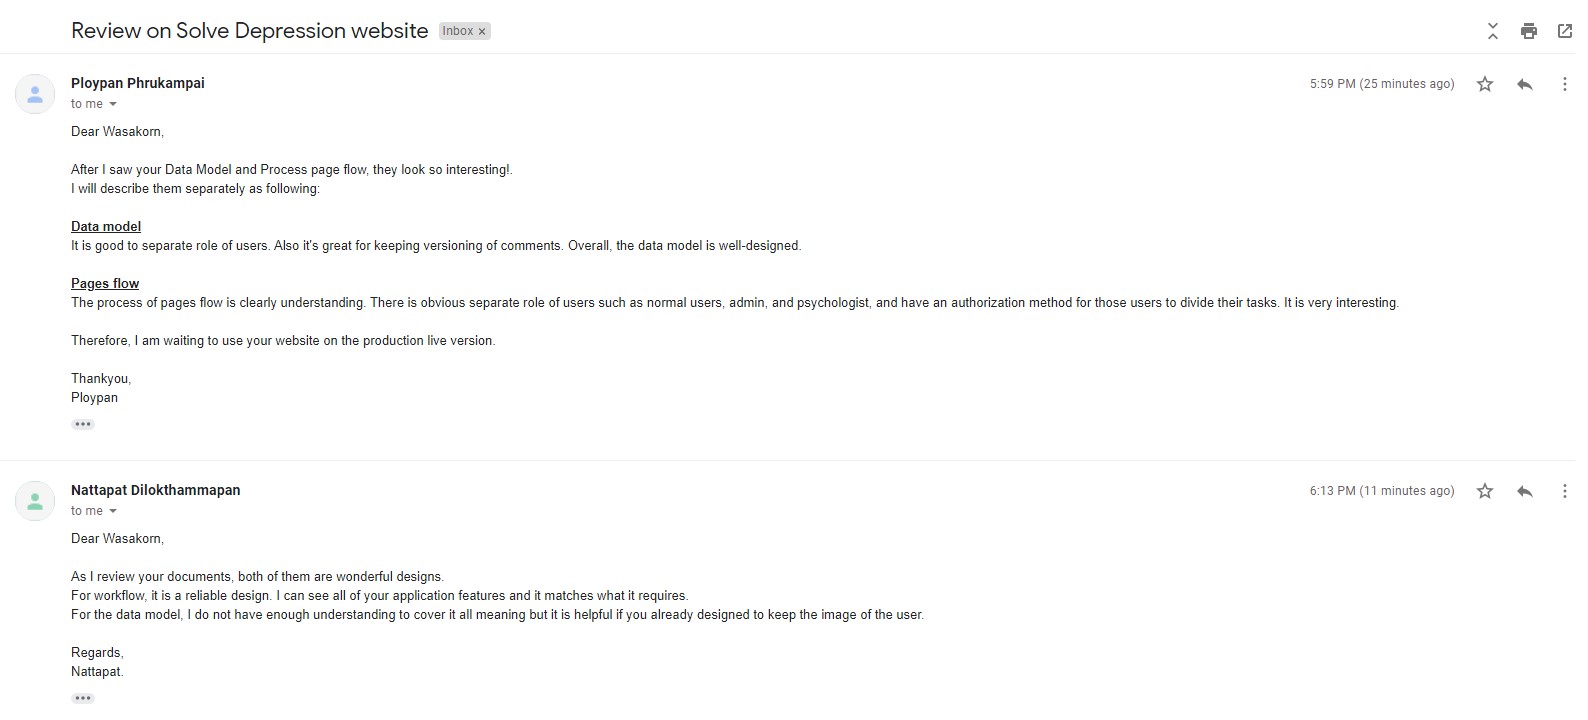 Review on Solve Depression website Inbox x
Ploypan Phrukampai 5:59 PM (25 minutes ago)
to me
Dear Wasakorn,
After I saw your Data Model and Process page flow, they look so interesting!.
I will describe them separately as following:
Data model
It is good to separate role of users. Also it's great for keeping versioning of comments. Overall, the data model is well-designed.
Pages flow
The process of pages flow is clearly understanding. There is obvious separate role of users such as normal users, admin, and psychologist, and have an authorization method for those users to divide their tasks. It is very interesting.
Therefore, I am waiting to use your website on the production live version.
Thankyou,
Ploypan
Nattapat Dilokthammapan 6:13 PM (11 minutes ago)
to me
Dear Wasakorn,
As I review your documents, both of them are wonderful designs.
For workflow, it is a reliable design. I can see all of your application features and it matches what it requires.
For the data model, I do not have enough understanding to cover it all meaning but it is helpful if you already designed to keep the image of the user.
Regards,
Nattapat.